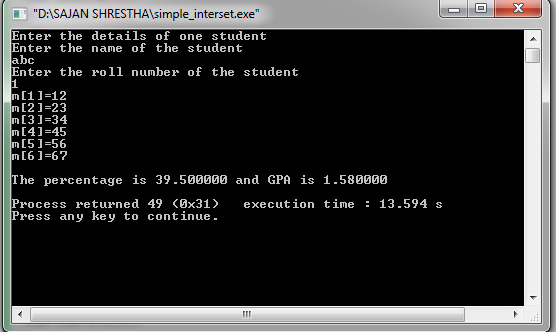 "D:\SAJAN SHRESTHA\simple_interset.exe"
Enter the details of one student
Enter the name of the student
abc
Enter the roll number of the student
1
m[1]=12
m[2]=23
m[3]=34
m[4]=45
m[5]=56
m[6]=67
The percentage is 39.500000 and GPA is 1.580000
Process returned 49 (0x31)   execution time : 13.594 s
Press any key to continue.